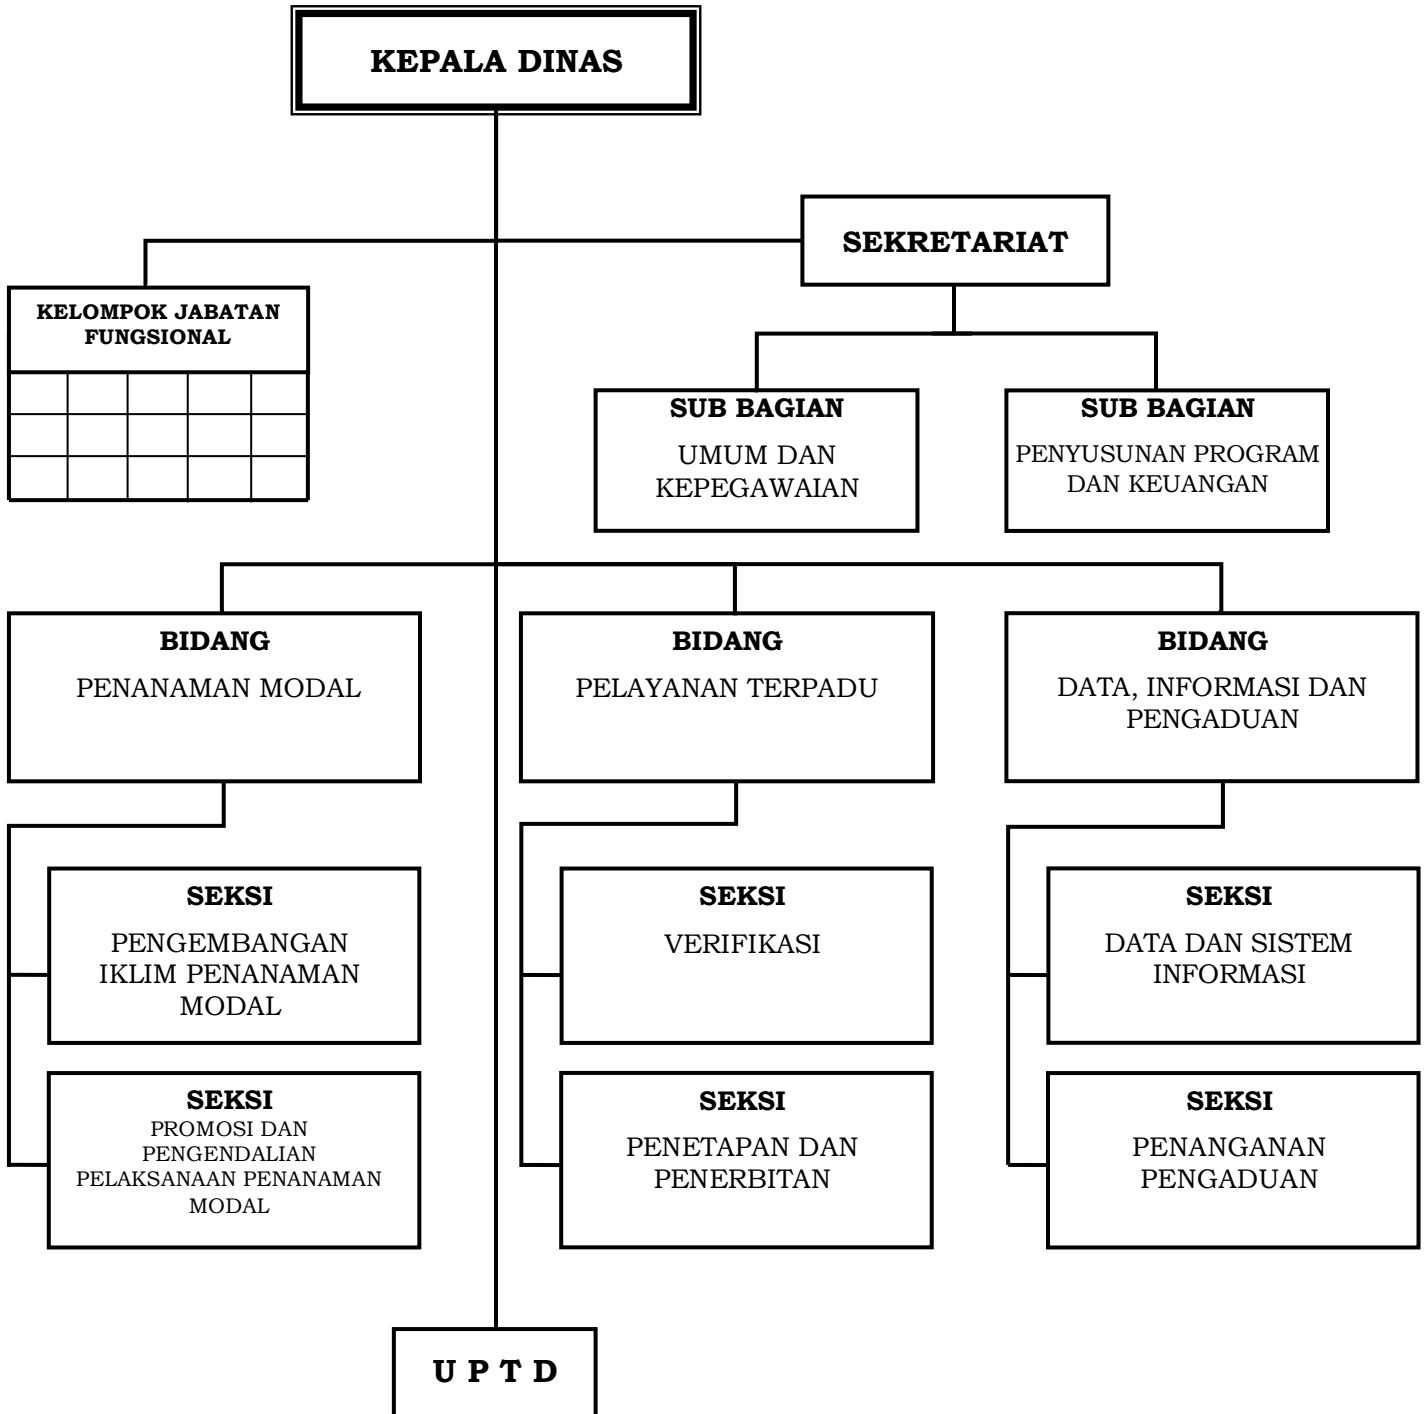 KEPALA DINAS
SEKRETARIAT
KELOMPOK JABATAN
FUNGSIONAL
SUB BAGIAN
UMUM DAN
KEPEGAWAIAN
SUB BAGIAN
PENYUSUNAN PROGRAM
DAN KEUANGAN
BIDANG
PENANAMAN MODAL
BIDANG
PELAYANAN TERPADU
BIDANG
DATA, INFORMASI DAN
PENGADUAN
SEKSI
PENGEMBANGAN
IKLIM PENANAMAN
MODAL
SEKSI
VERIFIKASI
SEKSI
DATA DAN SISTEM
INFORMASI
SEKSI
PROMOSI DAN
PENGENDALIAN
PELAKSANAAN PENANAMAN
MODAL
SEKSI
PENETAPAN DAN
PENERBITAN
SEKSI
PENANGANAN
PENGADUAN
U P T D